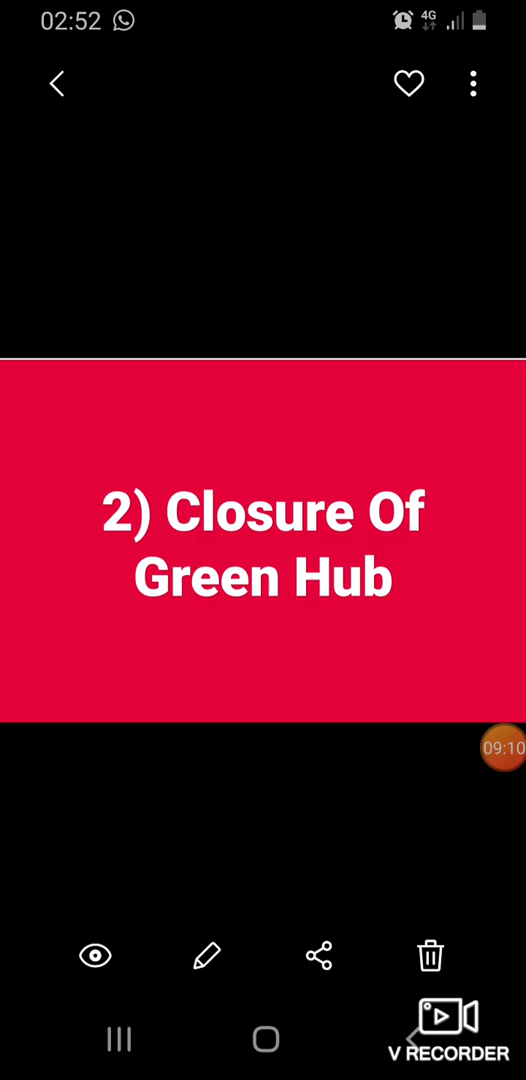 02:52
4G
2) Closure Of
Green Hub
09:10
V RECORDER